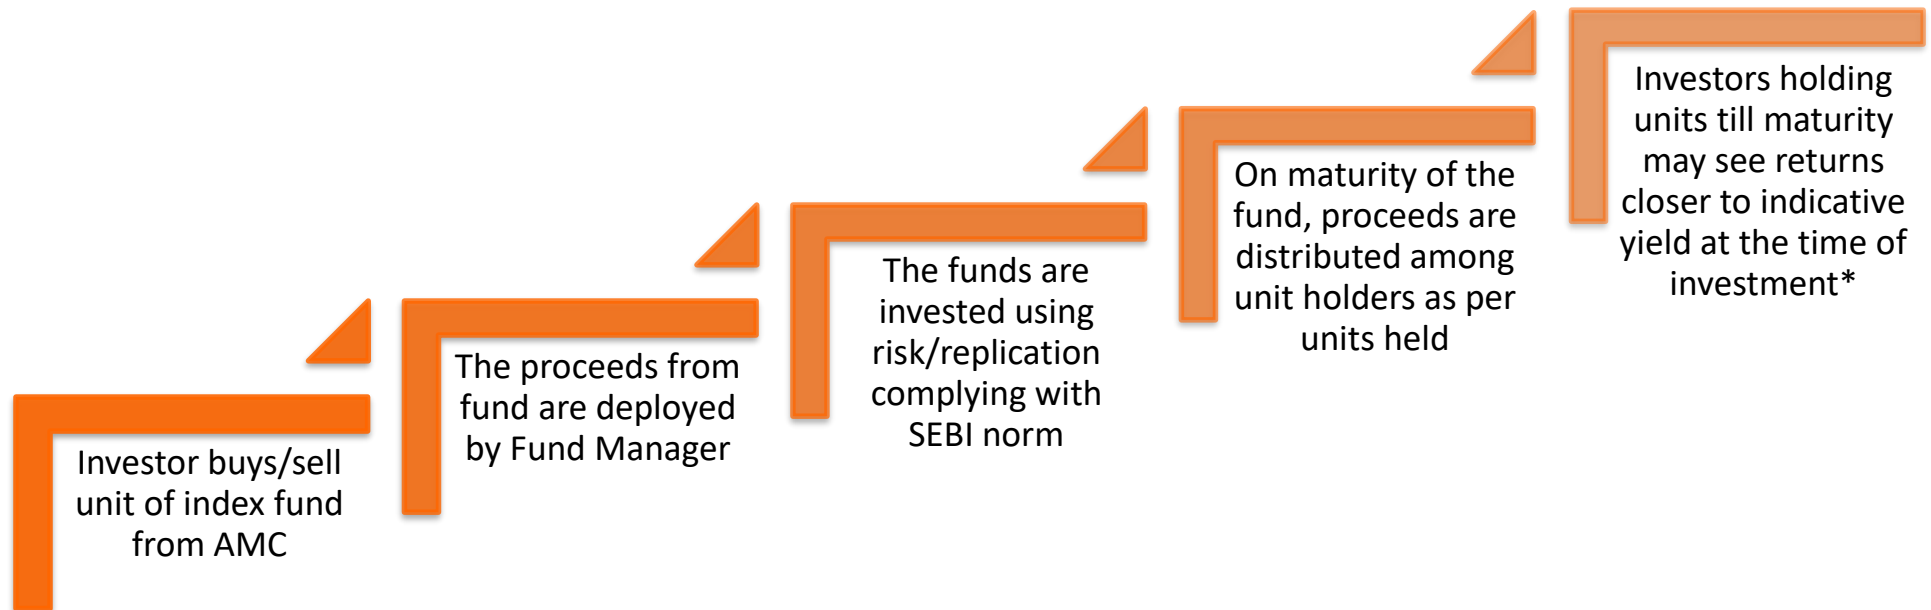 Investor buys/sell
unit of index fund
from AMC
The proceeds from
fund are deployed
by Fund Manager
The funds are
invested using
risk/replication
complying with
SEBI norm
On maturity of the
fund, proceeds are
distributed among
unit holders as per
units held
Investors holding
units till maturity
may see returns
closer to indicative
yield at the time of
investment*